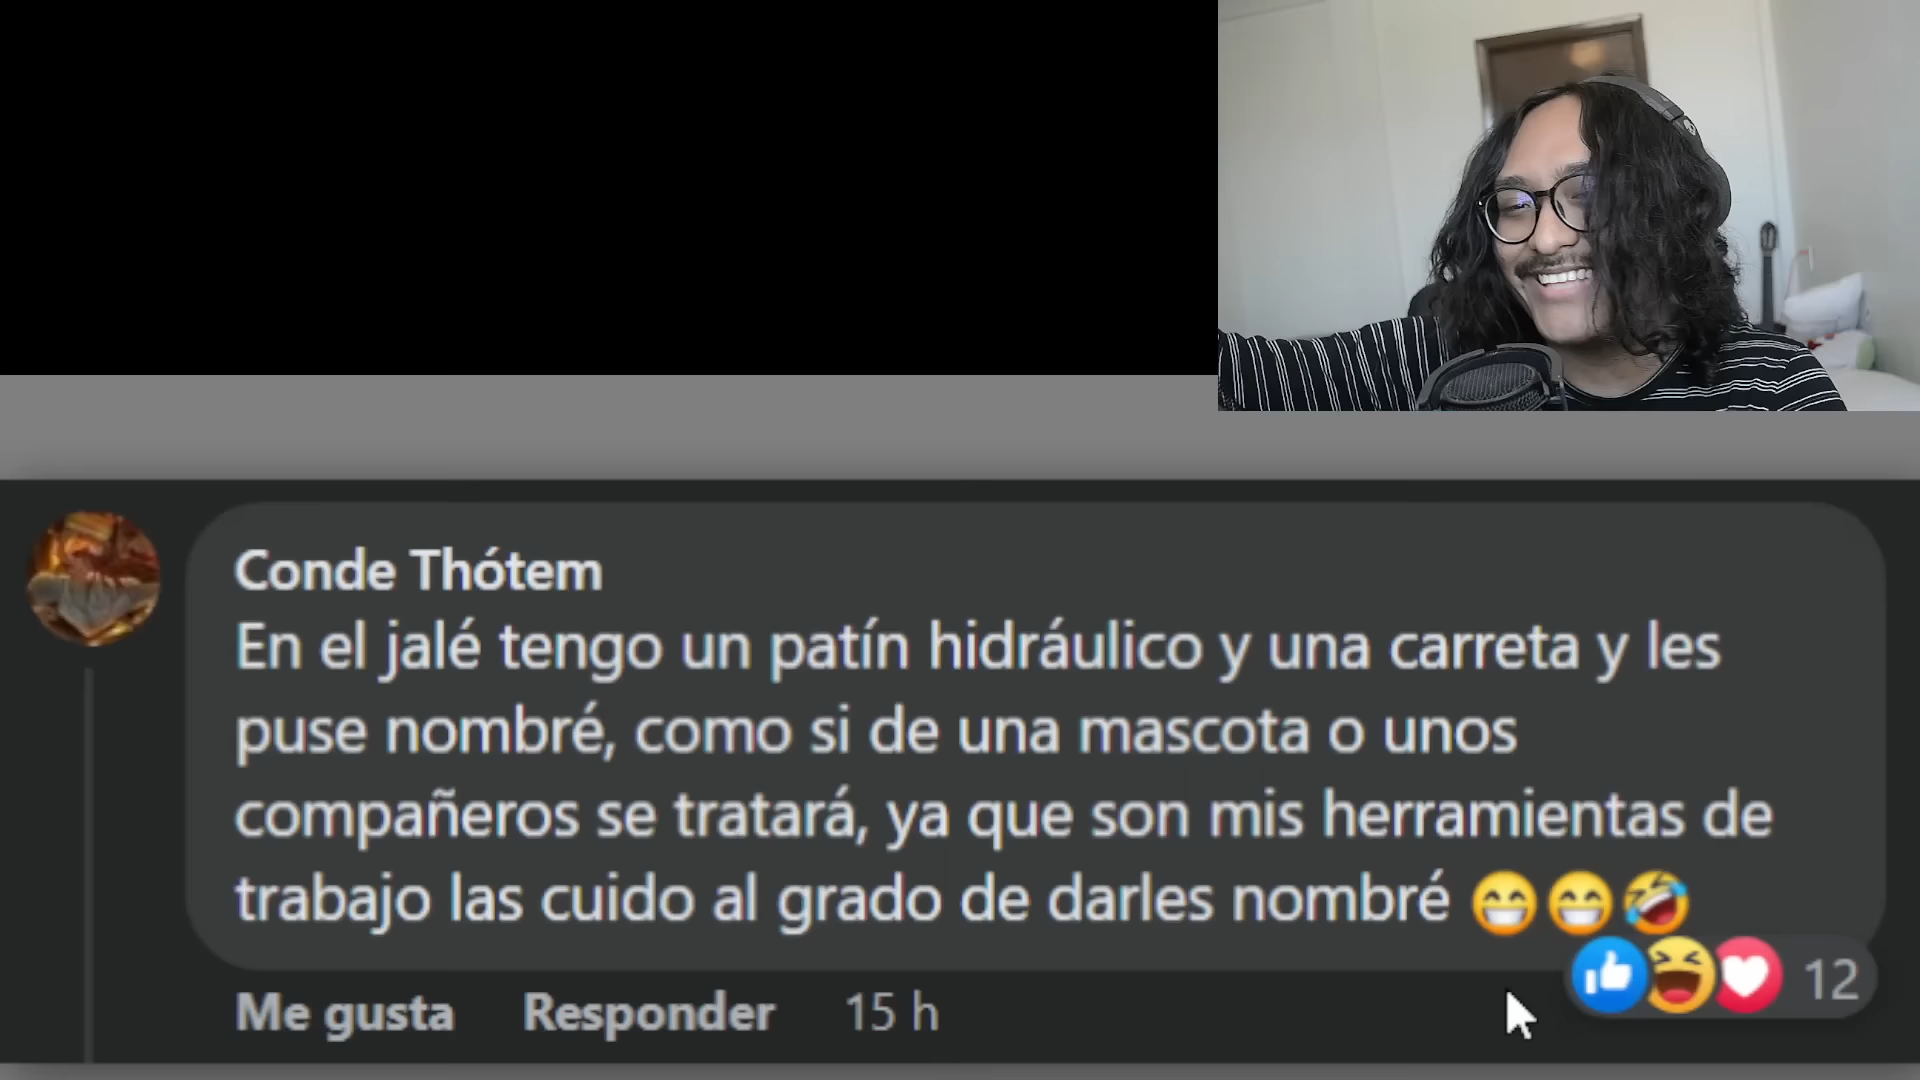 Conde Thótem
En el jalé tengo un patín hidráulico y una carreta y les
puse nombré, como si de una mascota o unos
compañeros se tratará, ya que son mis herramientas de
trabajo las cuido al grado de darles nombré 😁😁🤣
12
Me gusta Responder 15 h